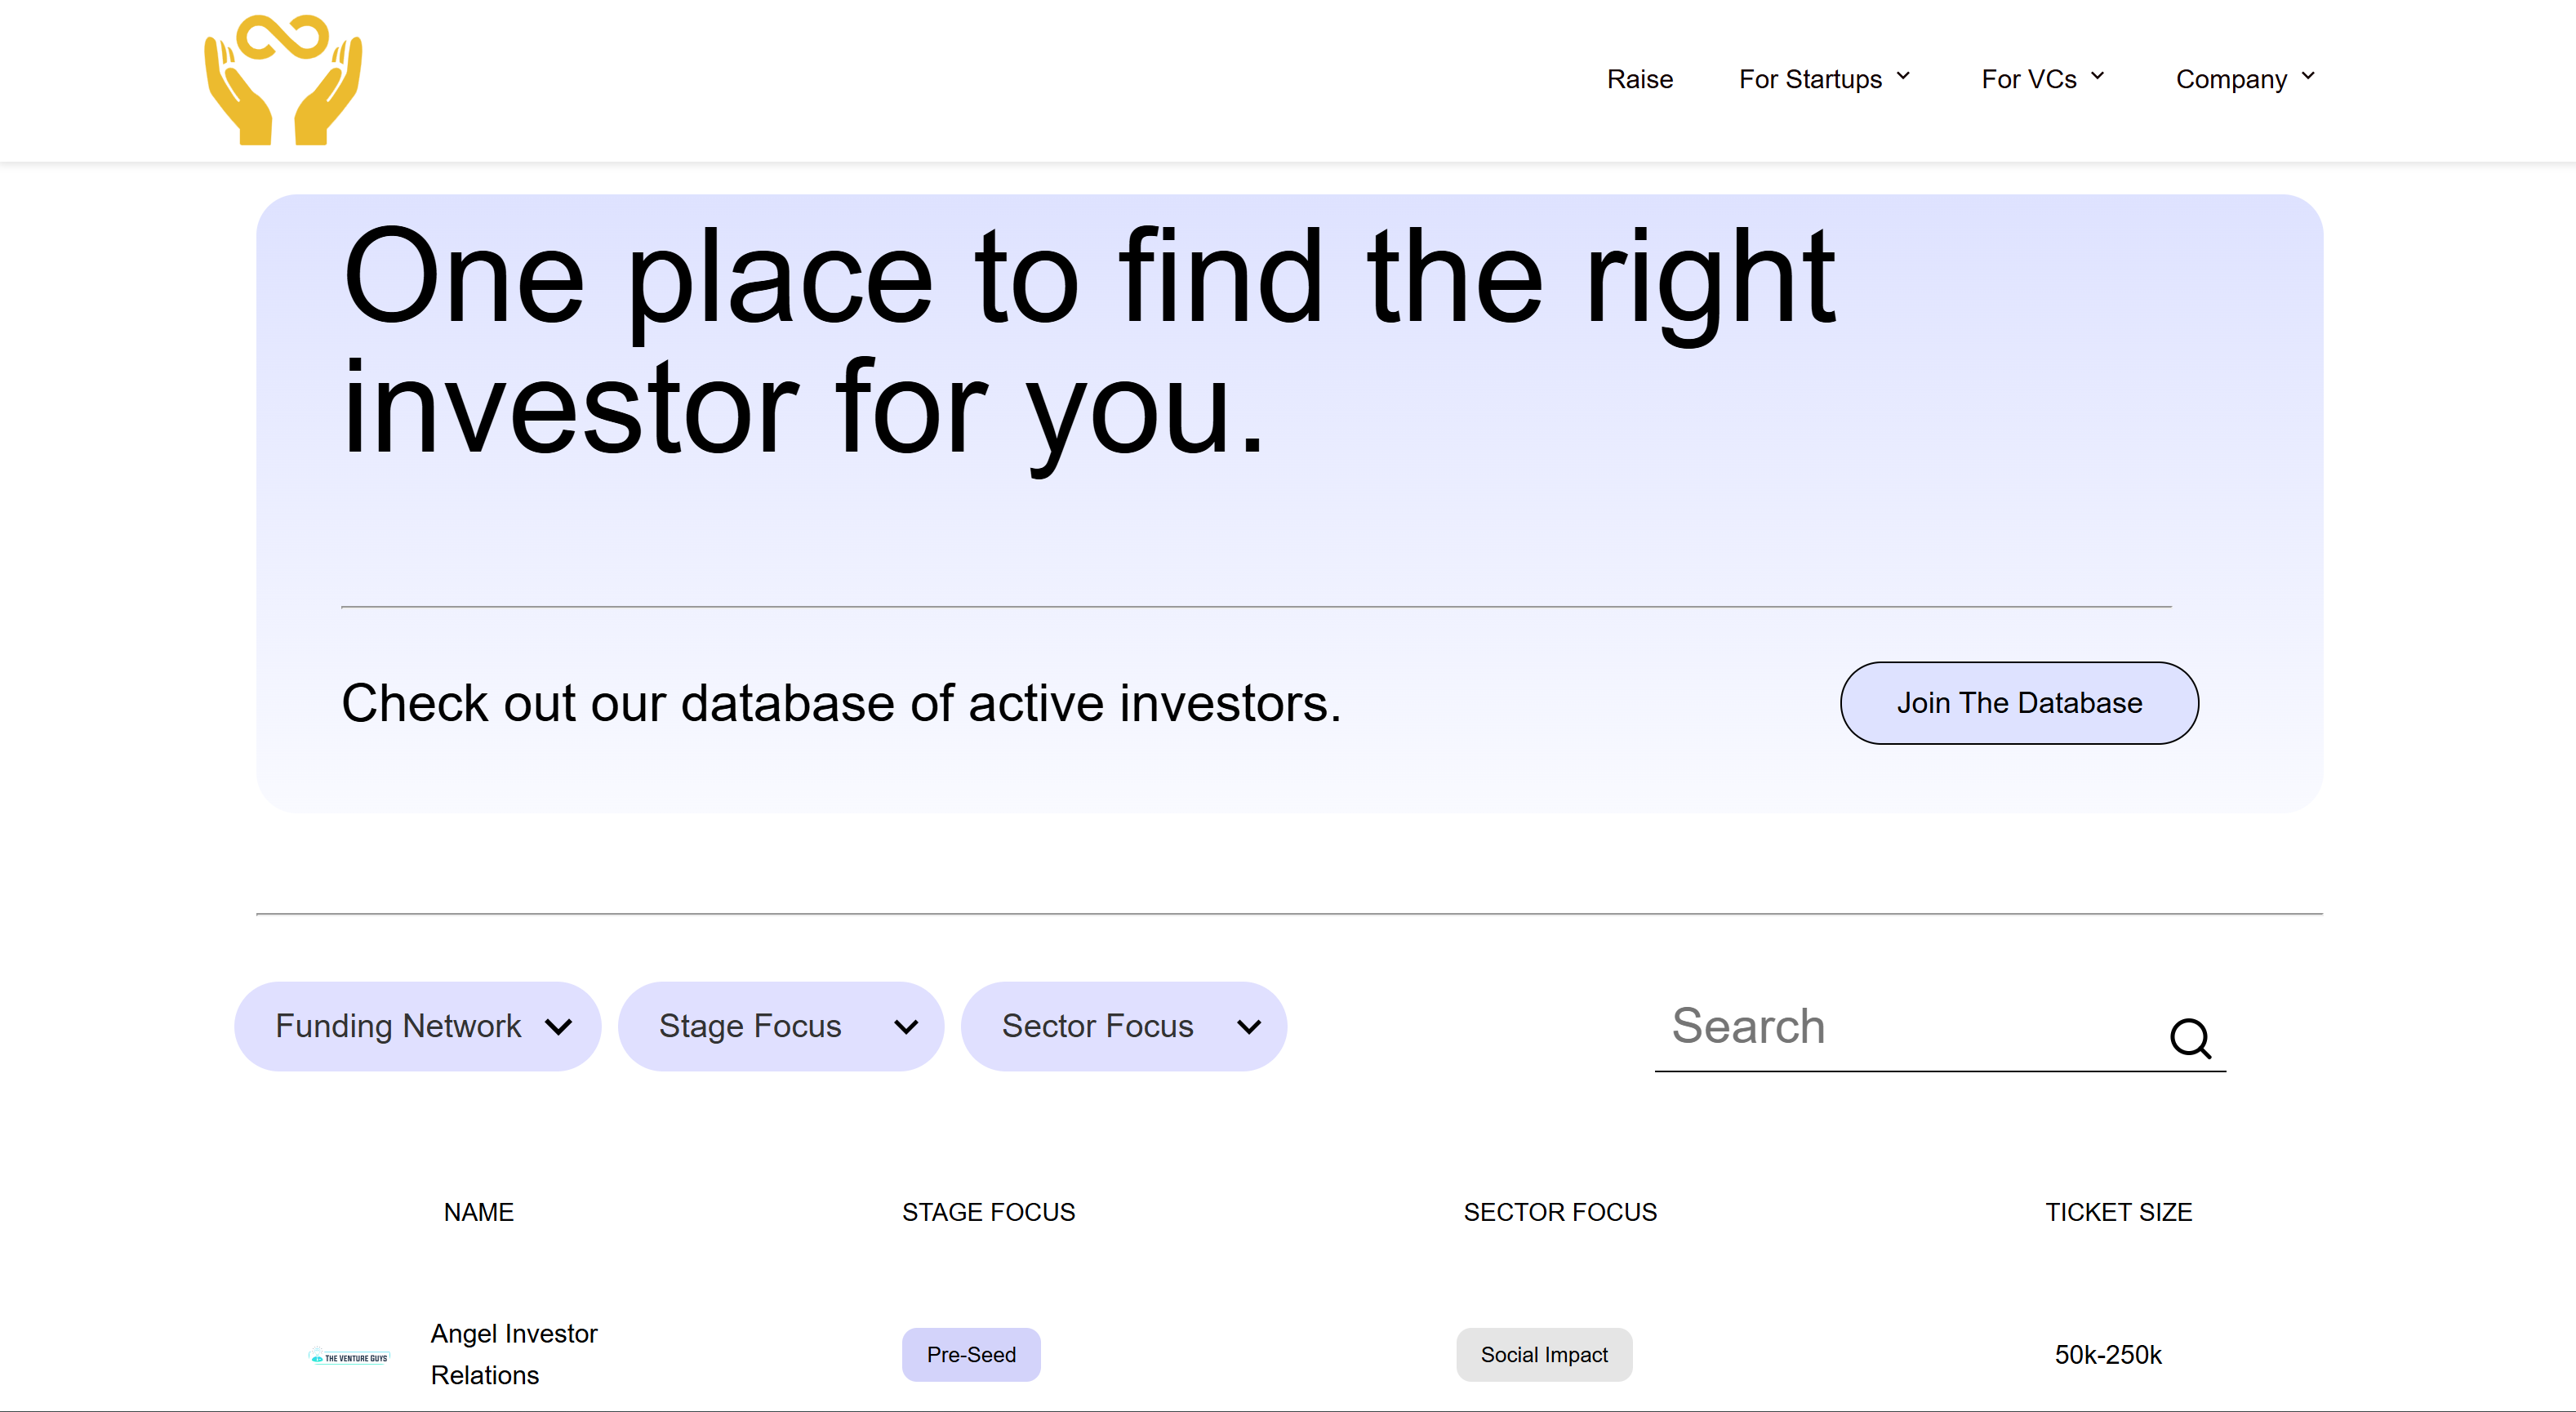 Raise
For Startups
For VCs
Company
One place to find the right
investor for you.
Check out our database of active investors.
Join The Database
Funding Network
Stage Focus
Sector Focus
Search
NAME
STAGE FOCUS
SECTOR FOCUS
TICKET SIZE
THE VENTURE GUYS
Angel Investor
Relations
Pre-Seed
Social Impact
50k-250k